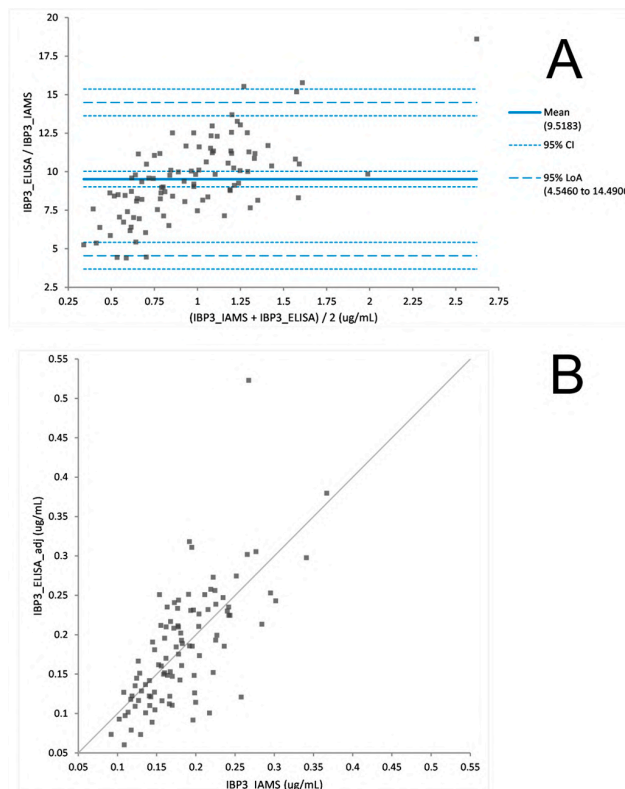 A
20
17.5
15
12.5
10
7.5
5
2.5
IBP3_ELISA / IBP3_IAMS
0.25 0.5 0.75 1 1.25 1.5 1.75 2 2.25 2.5 2.75
(IBP3_IAMS + IBP3_ELISA) / 2 (ug/mL)
Mean
(9.5183)
95% CI
95% LoA
(4.5460 to 14.4906
B
0.55
0.5
0.45
0.4
0.35
0.3
0.25
0.2
0.15
0.1
0.05
IBP3_ELISA_adj (ug/mL)
0.05 0.1 0.15 0.2 0.25 0.3 0.35 0.4 0.45 0.5 0.55
IBP3_IAMS (ug/mL)